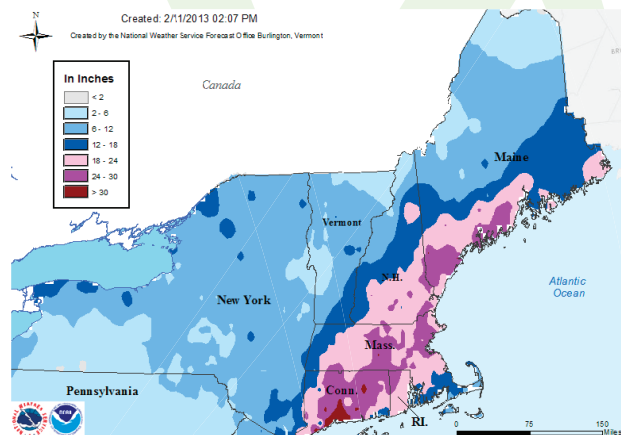 Created: 2/11/2013 02:07 PM
N
Created by the National Weather Service Forecast Office Burlington, Vermont
In Inches
< 2
2 - 6
6 - 12
12 - 18
18 - 24
24 - 30
> 30
Canada
Maine
Vermont
New York
N.H.
Atlantic
Ocean
Mass.
Pennsylvania
Conn.
RI.
0 75 150
Miles